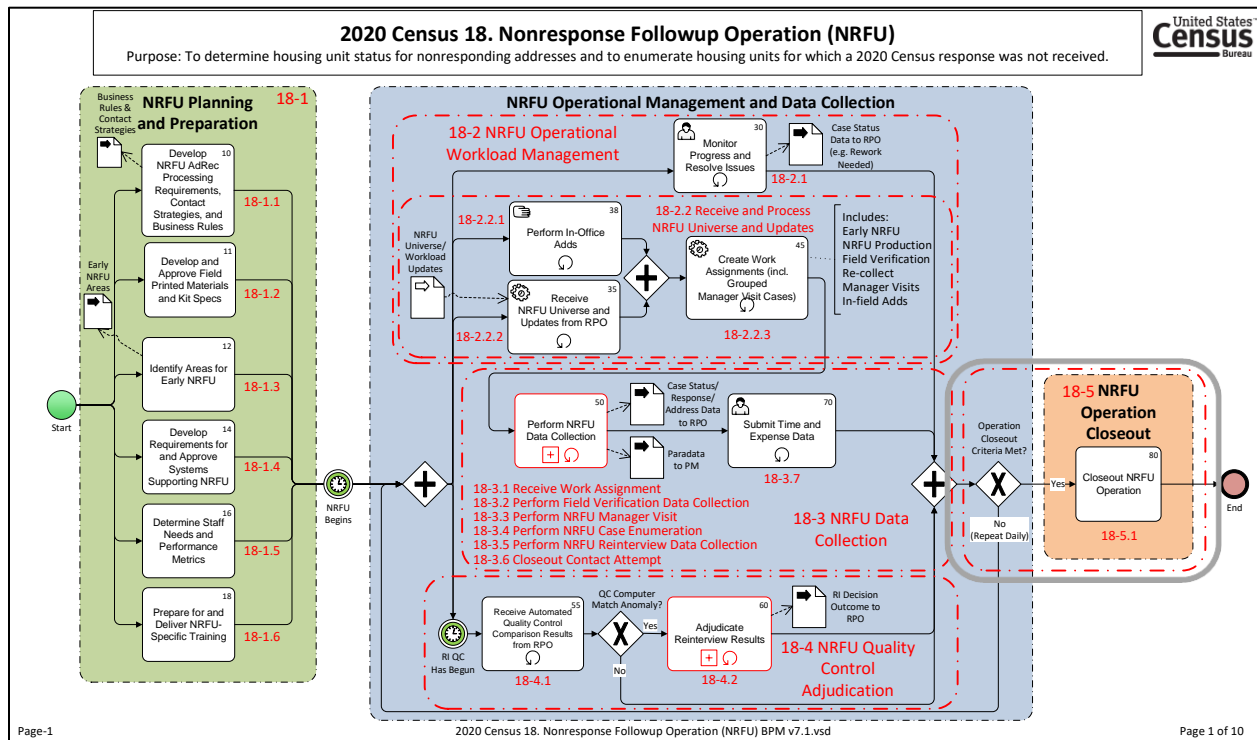 2020 Census 18. Nonresponse Followup Operation (NRFU)
Purpose: To determine housing unit status for nonresponding addresses and to enumerate housing units for which a 2020 Census response was not received.
United States™
Census
Bureau
NRFU Planning
and Preparation
18-1
Business
Rules &
Contact
Strategies
10
Develop
NRFU AdRec
Processing
Requirements,
Contact
Strategies, and
Business Rules
18-1.1
11
Develop and
Approve Field
Printed Materials
and Kit Specs
18-1.2
Early
NRFU
Areas
12
Identify Areas for
Early NRFU
18-1.3
14
Develop
Requirements for
and Approve
Systems
Supporting NRFU
18-1.4
16
Determine Staff
Needs and
Performance
Metrics
18-1.5
18
Prepare for and
Deliver NRFU-
Specific Training
18-1.6
Start
NRFU
Begins
NRFU Operational Management and Data Collection
18-2 NRFU Operational
Workload Management
30
Monitor
Progress and
Resolve Issues
18-2.1
Case Status
Data to RPO
(e.g. Rework
Needed)
18-2.2.1
38
Perform In-Office
Adds
18-2.2 Receive and Process
NRFU Universe and Updates
NRFU
Universe/
Workload
Updates
35
Receive
NRFU Universe and
Updates from RPO
18-2.2.2
45
Create Work
Assignments (incl.
Grouped
Manager Visit Cases)
18-2.2.3
Includes:
Early NRFU
NRFU Production
Field Verification
Re-collect
Manager Visits
In-field Adds
50
Perform NRFU
Data Collection
Case Status/
Response/
Address Data
to RPO
Paradata
to PM
70
Submit Time and
Expense Data
18-3.7
18-3.1 Receive Work Assignment
18-3.2 Perform Field Verification Data Collection
18-3.3 Perform NRFU Manager Visit
18-3.4 Perform NRFU Case Enumeration
18-3.5 Perform NRFU Reinterview Data Collection
18-3.6 Closeout Contact Attempt
18-3 NRFU Data
Collection
RI QC
Has Begun
55
Receive Automated
Quality Control
Comparison Results
from RPO
18-4.1
QC Computer
Match Anomaly?
X
Yes
No
60
Adjudicate
Reinterview Results
18-4.2
RI Decision
Outcome to
RPO
18-4 NRFU Quality
Control
Adjudication
Operation
Closeout
Criteria Met?
X
Yes
No
(Repeat Daily)
18-5 NRFU
Operation
Closeout
80
Closeout NRFU
Operation
18-5.1
End
Page-1
2020 Census 18. Nonresponse Followup Operation (NRFU) BPM v7.1.vsd
Page 1 of 10